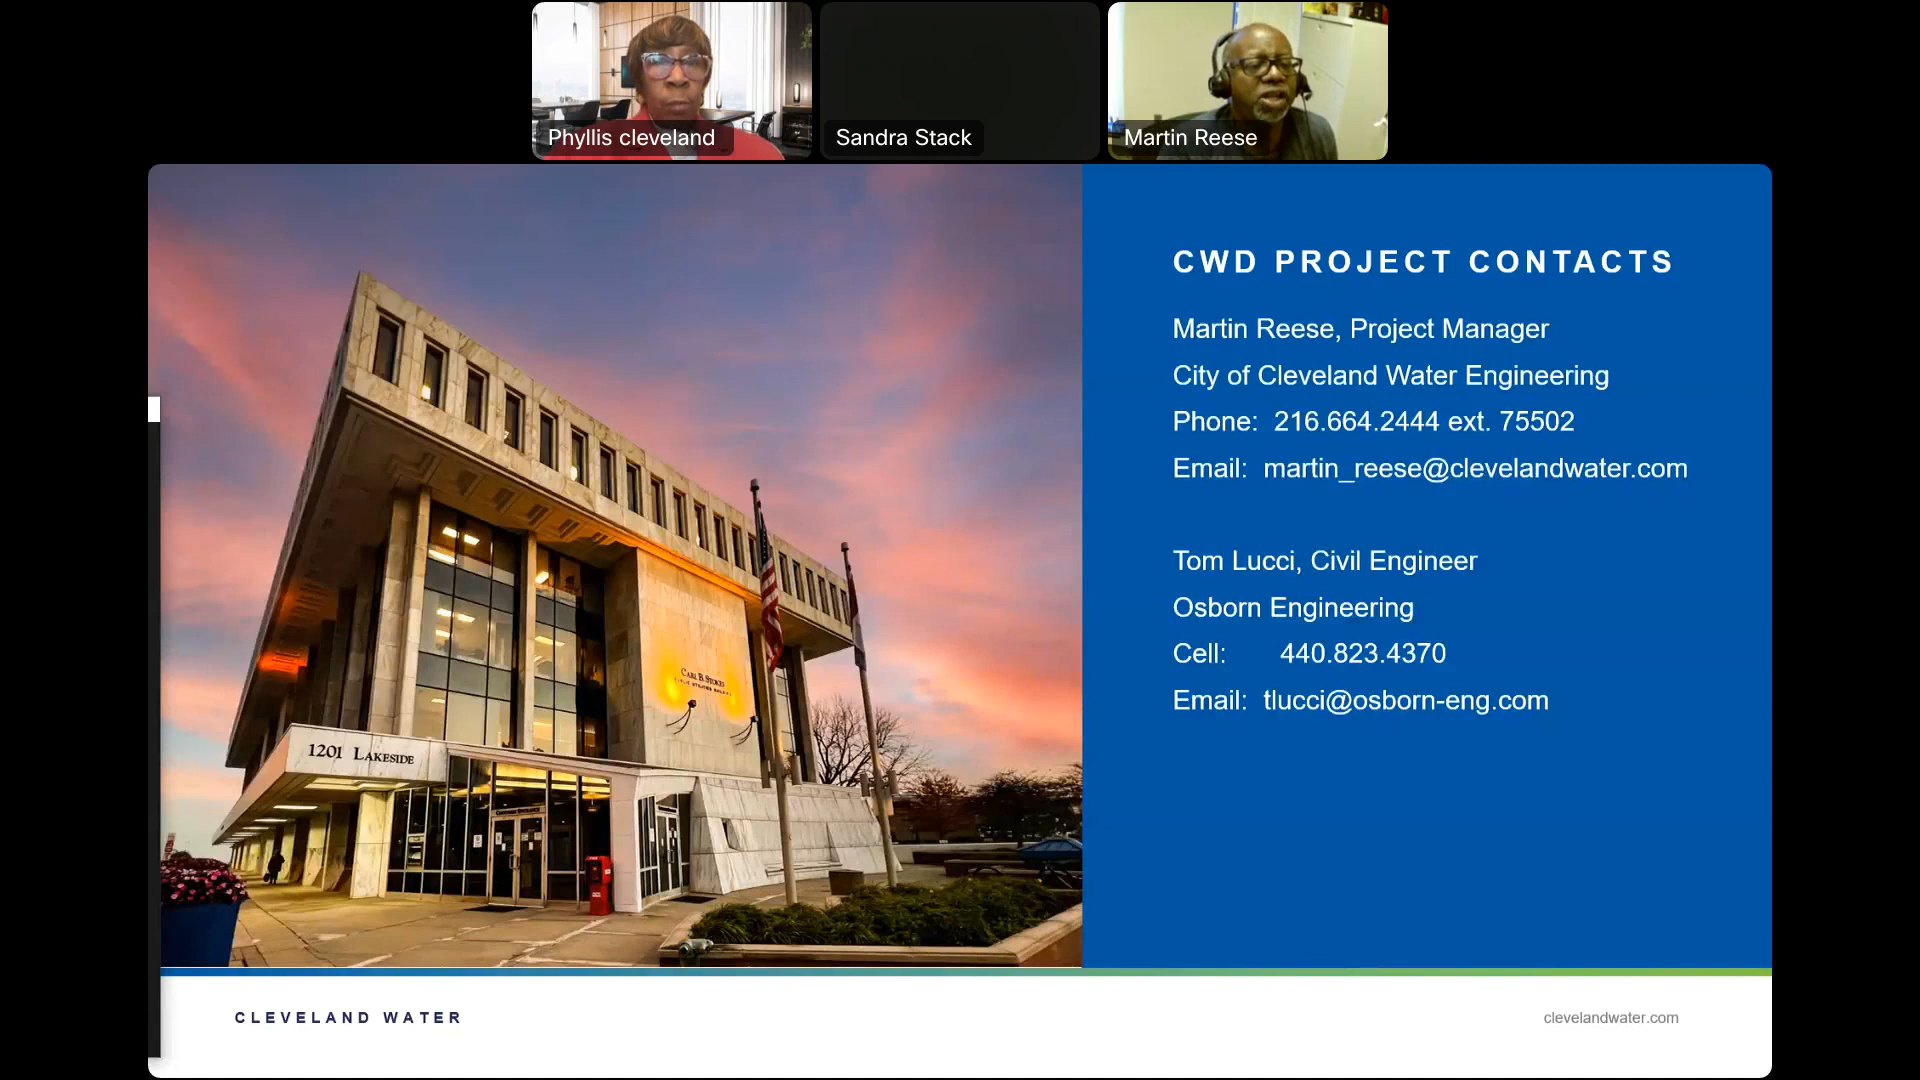 Phyllis cleveland
Sandra Stack
Martin Reese
CWD PROJECT CONTACTS
Martin Reese, Project Manager
City of Cleveland Water Engineering
Phone: 216.664.2444 ext. 75502
Email: martin_reese@clevelandwater.com
Tom Lucci, Civil Engineer
Osborn Engineering
Cell: 440.823.4370
Email: tlucci@osborn-eng.com
CARL B. STOKES
1201 LAKESIDE
CLEVELAND WATER
clevelandwater.com